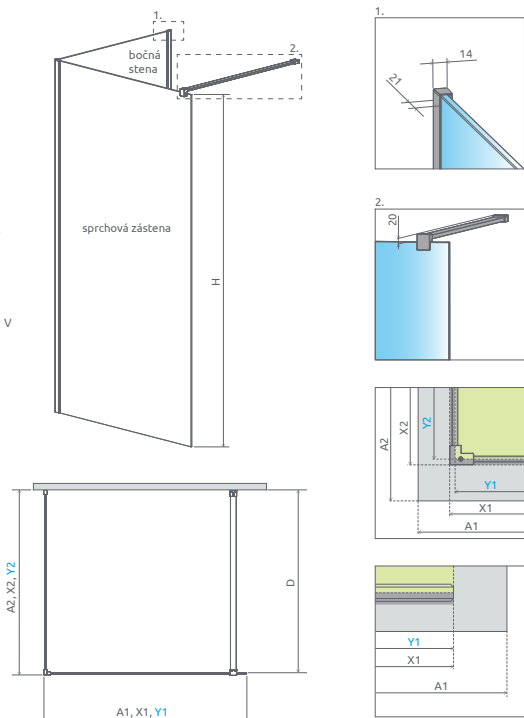 1.
bočná
stena
2.
sprchová zástena
H
V
A2, X2, Y2
D
A1, X1, Y1
1.
14
21
2.
20
A2
X2
Y2
Y1
X1
A1
Y1
X1
A1